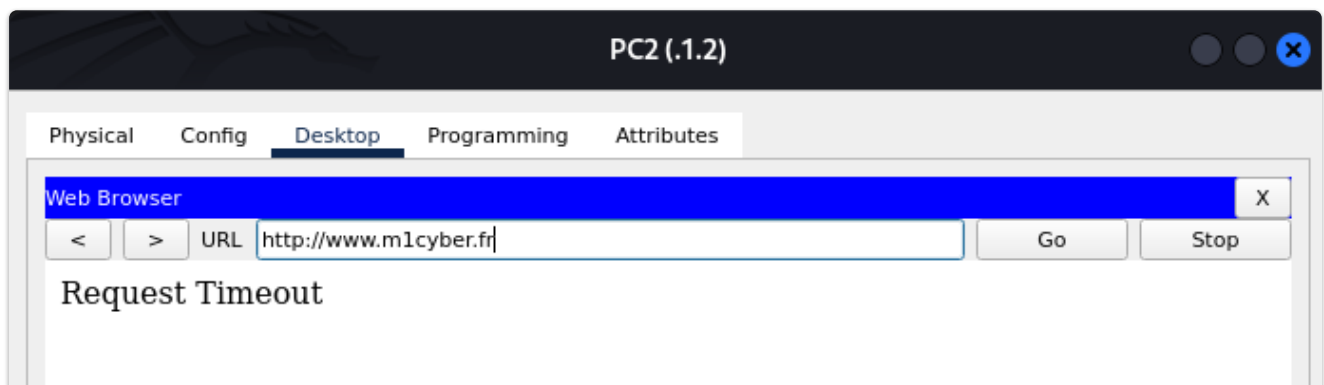 PC2 (.1.2)
Physical Config Desktop Programming Attributes
Web Browser X
< > URL http://www.m1cyber.fr Go Stop
Request Timeout